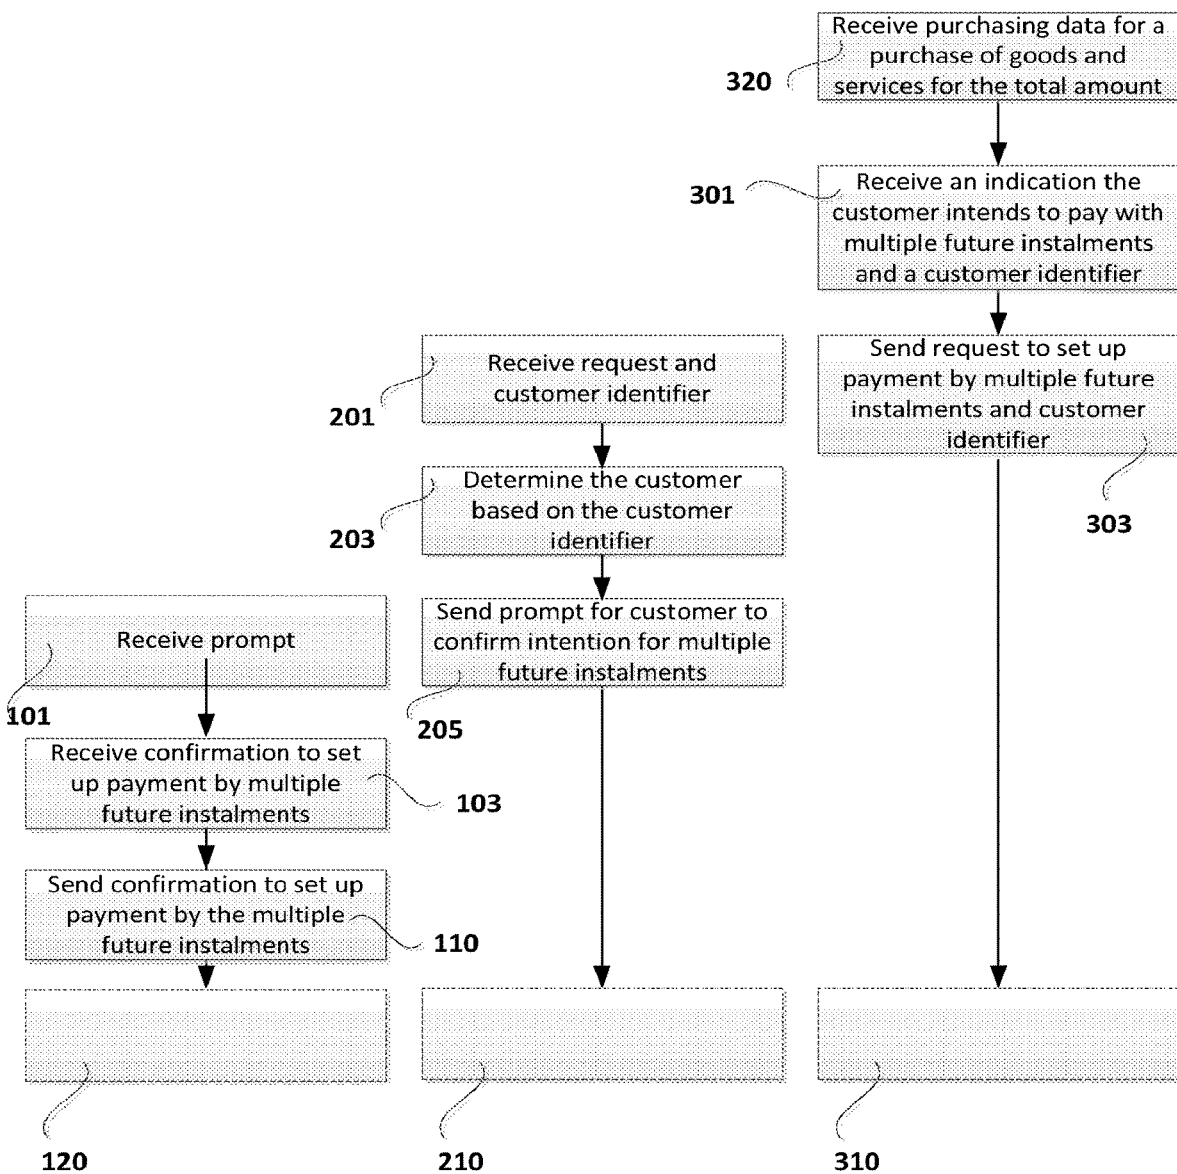 Receive purchasing data for a
purchase of goods and
services for the total amount
320
Receive an indication the
customer intends to pay with
multiple future instalments
and a customer identifier
301
Send request to set up
payment by multiple future
instalments and customer
identifier
303
Receive request and
customer identifier
201
Determine the customer
based on the customer
identifier
203
Send prompt for customer to
confirm intention for multiple
future instalments
205
Receive prompt
101
Receive confirmation to set
up payment by multiple
future instalments
103
Send confirmation to set up
payment by the multiple
future instalments
110
120
210
310